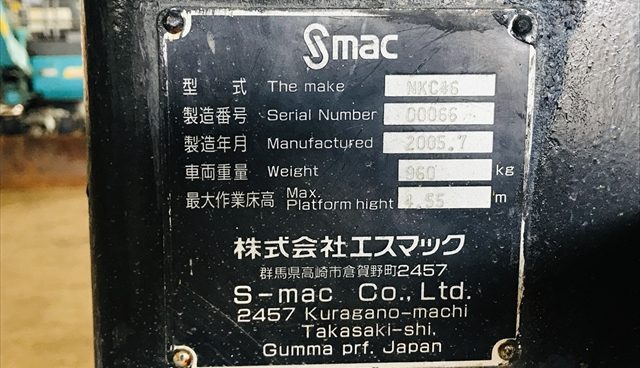 Smac
型式 The make NKC46
製造番号 Serial Number 00066
製造年月 Manufactured 2005.7
車両重量 Weight 960 kg
最大作業床高 Max. Platform hight 4.55 m
株式会社エスマック
群馬県高崎市倉賀野町2457
S-mac Co., Ltd.
2457 Kuragano-machi
Takasaki-shi,
Gumma prf. Japan